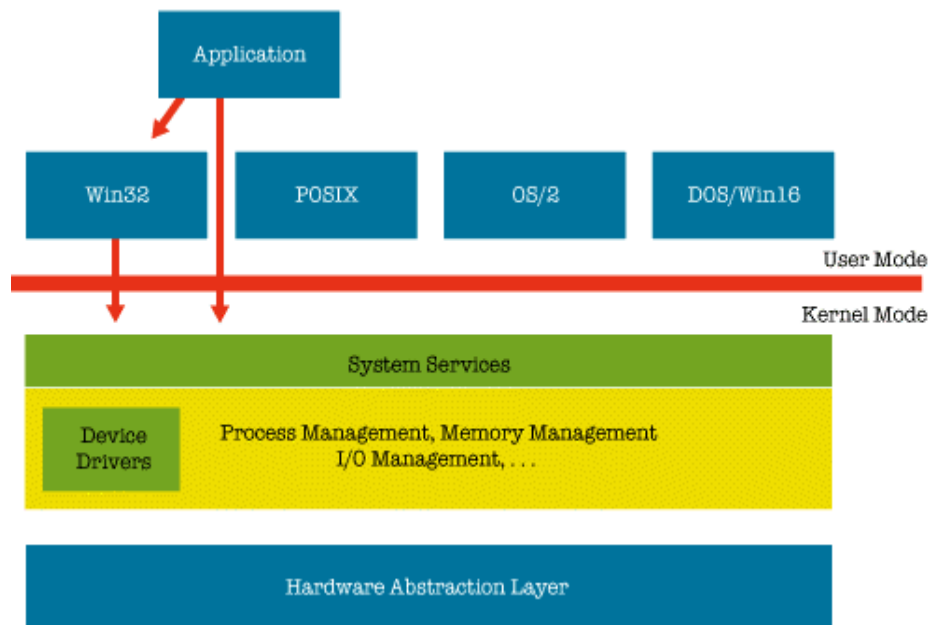 Application
Win32
POSIX
OS/2
DOS/Win16
User Mode
Kernel Mode
System Services
Device
Drivers
Process Management, Memory Management
I/O Management, . . .
Hardware Abstraction Layer